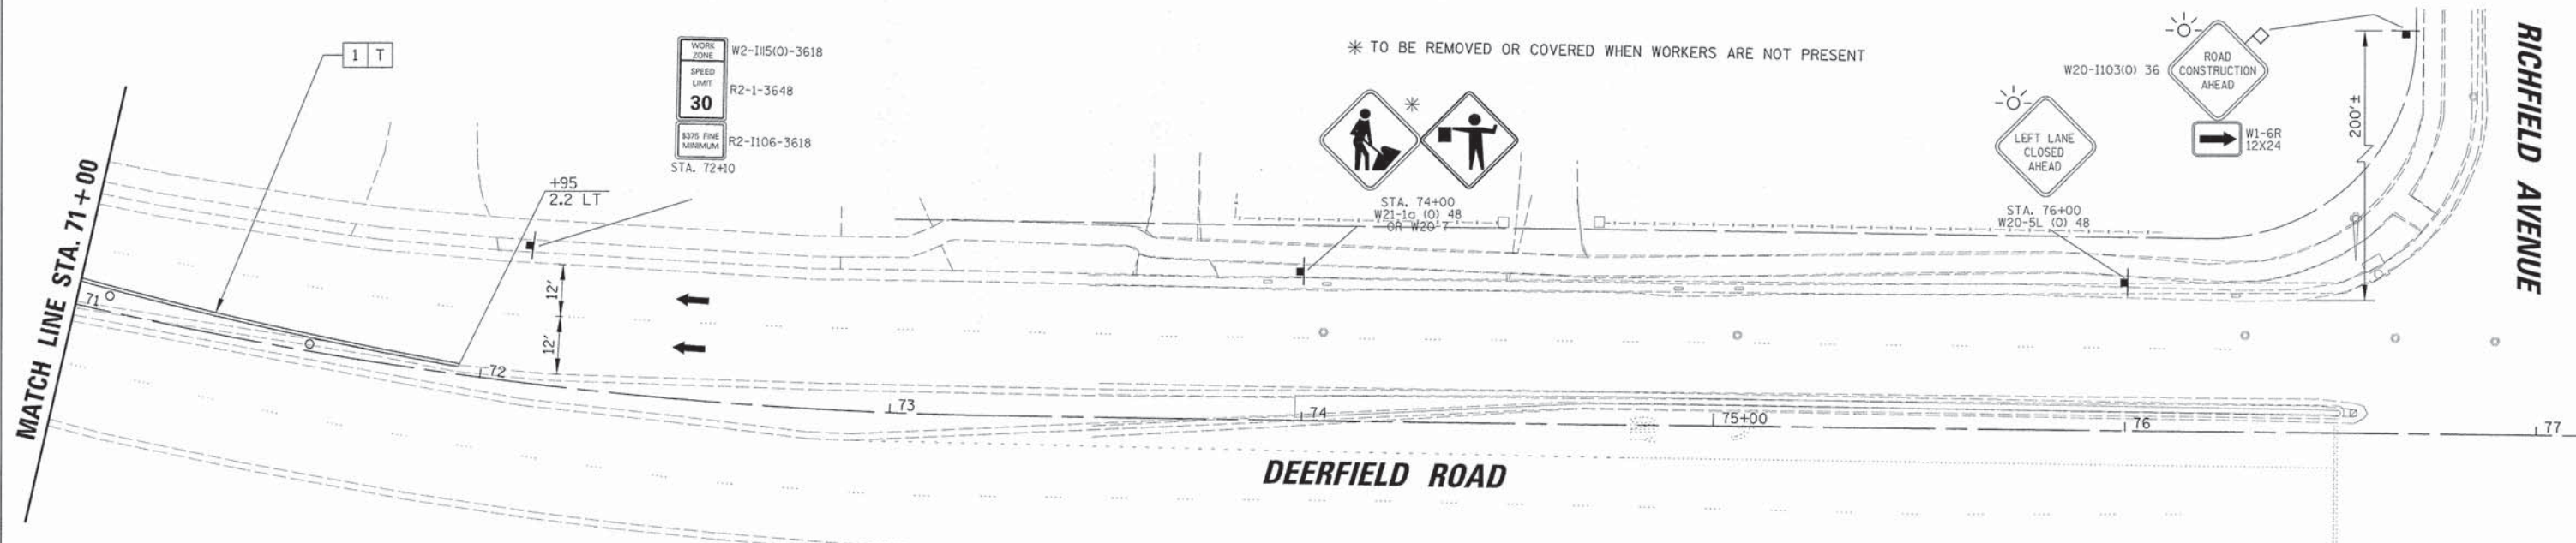 1 T
WORK
ZONE
W2-I115(0)-3618
SPEED
LIMIT
30
R2-1-3648
$375 FINE
MINIMUM
R2-I106-3618
STA. 72+10
✳ TO BE REMOVED OR COVERED WHEN WORKERS ARE NOT PRESENT
✳
STA. 74+00
W21-1a (O) 48
OR W20-7
LEFT LANE
CLOSED
AHEAD
STA. 76+00
W20-5L (O) 48
ROAD
CONSTRUCTION
AHEAD
W20-I103(O) 36
W1-6R
12X24
200'±
RICHFIELD AVENUE
MATCH LINE STA. 71+00
+95
2.2 LT
12'
12'
71
72
73
74
75+00
76
77
DEERFIELD ROAD